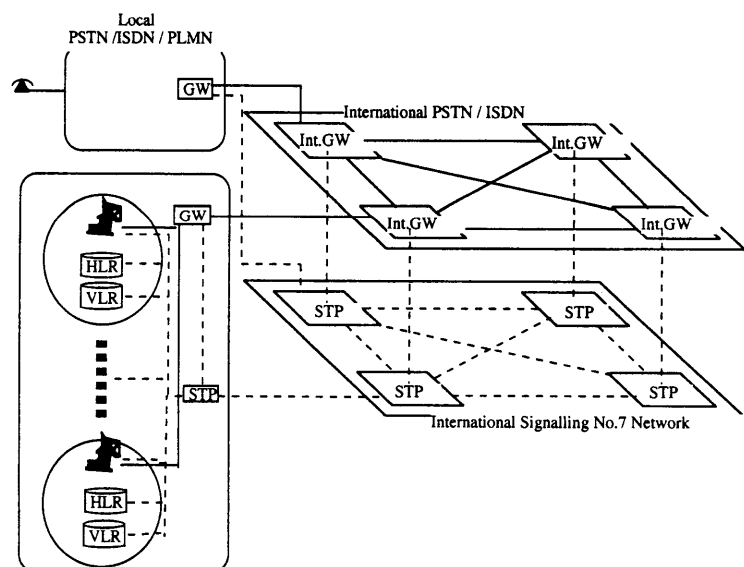 Local
PSTN /ISDN / PLMN
GW
International PSTN / ISDN
Int.GW
Int.GW
GW
Int.GW
Int.GW
HLR
VLR
STP
STP
STP
STP
STP
International Signalling No.7 Network
HLR
VLR